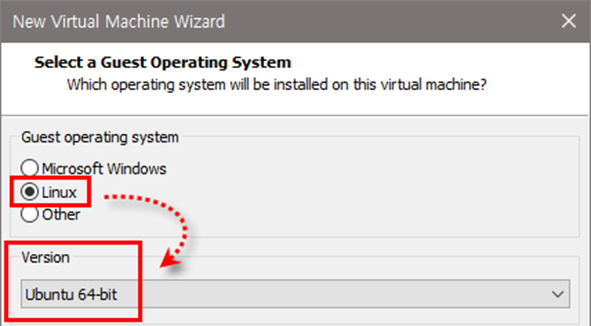 New Virtual Machine Wizard
Select a Guest Operating System
Which operating system will be installed on this virtual machine?
Guest operating system
Microsoft Windows
Linux
Other
Version
Ubuntu 64-bit